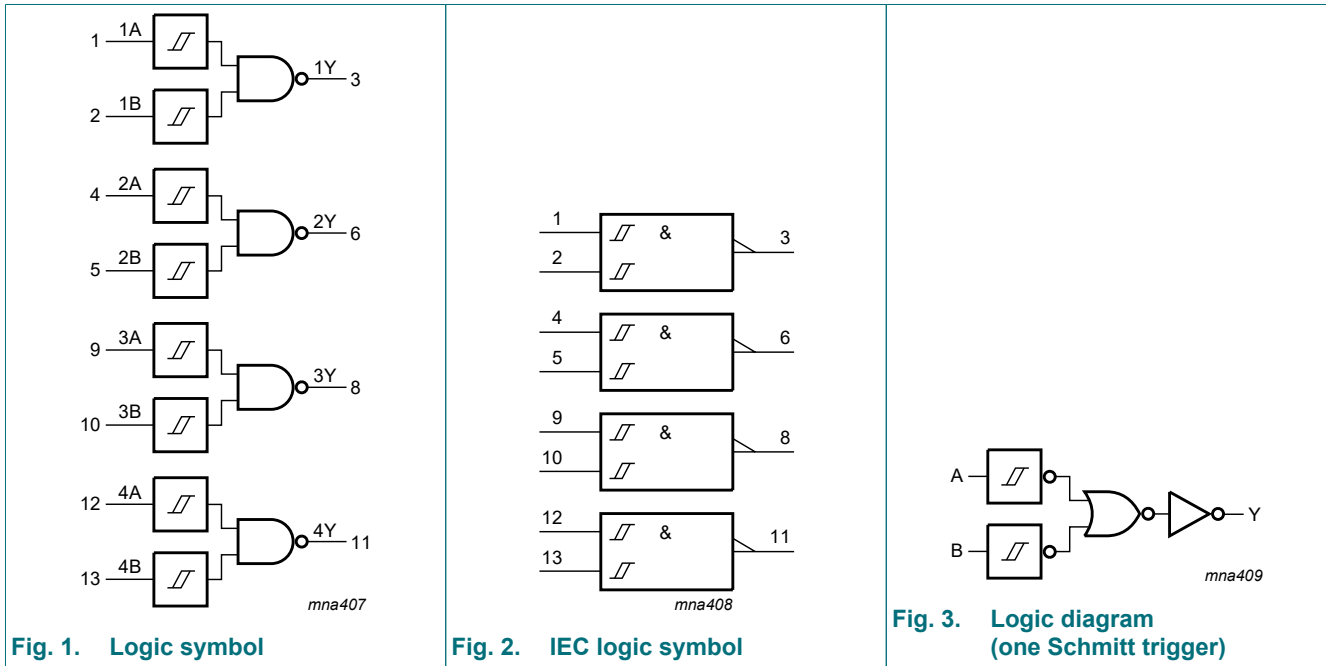 1 1A
1Y 3
2 1B
4 2A
2Y 6
5 2B
9 3A
3Y 8
10 3B
12 4A
4Y 11
13 4B
mna407
Fig. 1. Logic symbol
1 & 3
2
4 & 6
5
9 & 8
10
12 & 11
13
mna408
Fig. 2. IEC logic symbol
A
Y
B
mna409
Fig. 3. Logic diagram
(one Schmitt trigger)